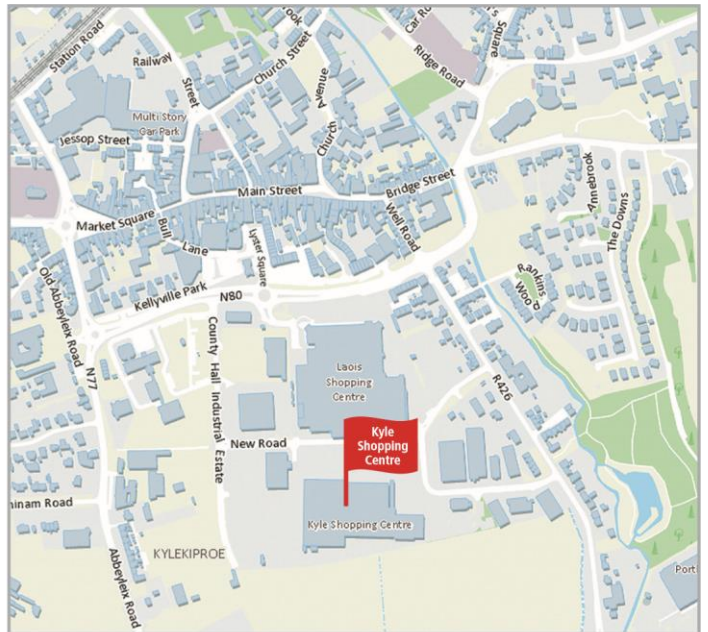 Station Road
Railway
Street
Church Street
Church
Avenue
Ridge Road
Square
Multi Story
Car Park
Jessop Street
Main Street
Bridge Street
Market Square
Bull
Lane
Lyster Square
Well Road
Annebrook
The Downs
Rankins
Wood
Old Abbeyleix Road
Kellyville Park
N80
N77
County Hall Industrial Estate
Laois
Shopping
Centre
R426
New Road
Kyle
Shopping
Centre
Kyle Shopping Centre
KYLEKIPROE
Abbeyleix Road